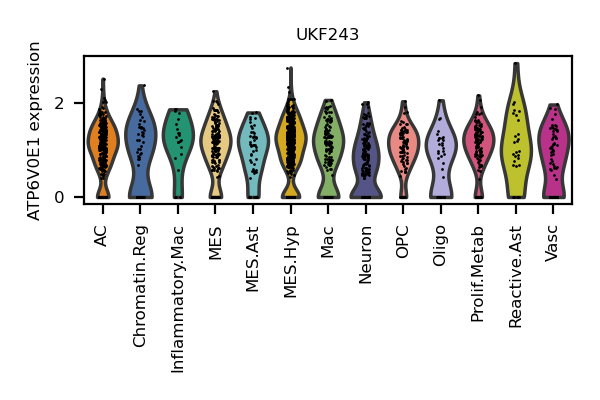 UKF243
ATP6V0E1 expression
2
0
AC
Chromatin.Reg
Inflammatory.Mac
MES
MES.Ast
MES.Hyp
Mac
Neuron
OPC
Oligo
Prolif.Metab
Reactive.Ast
Vasc